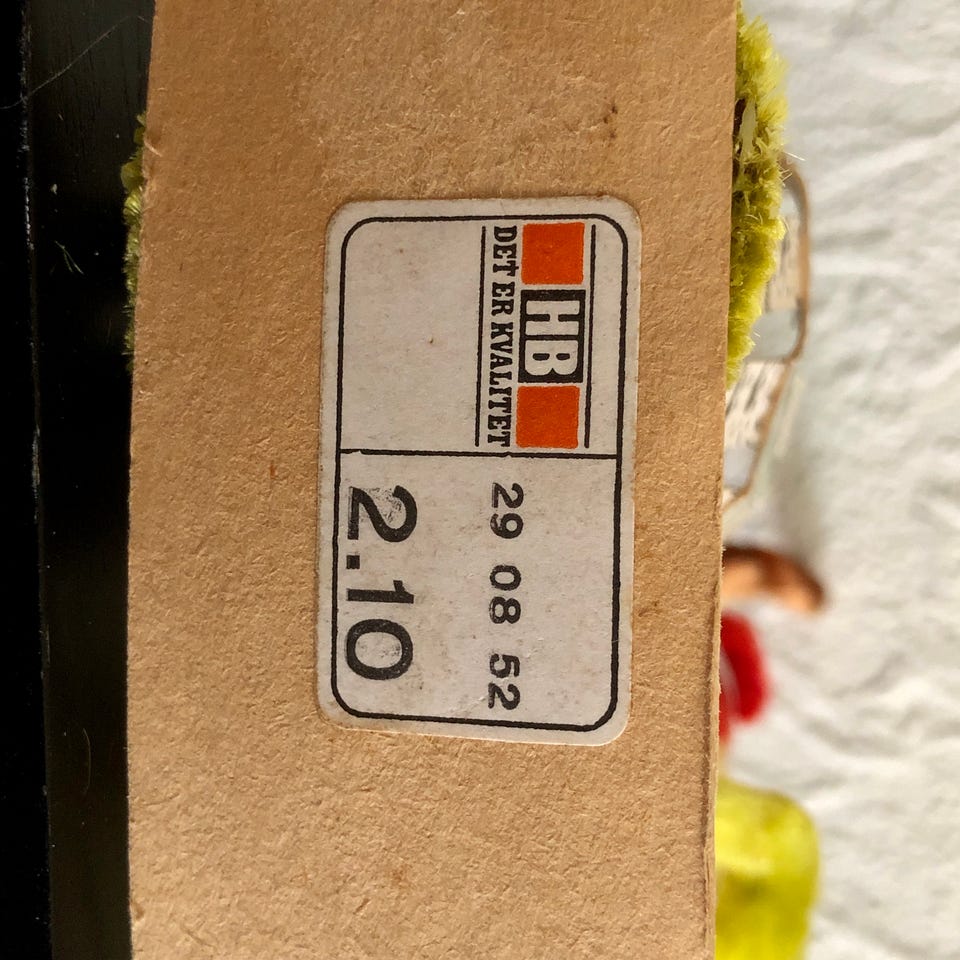 HB
DET ER KVALITET
29 08 52
2.10